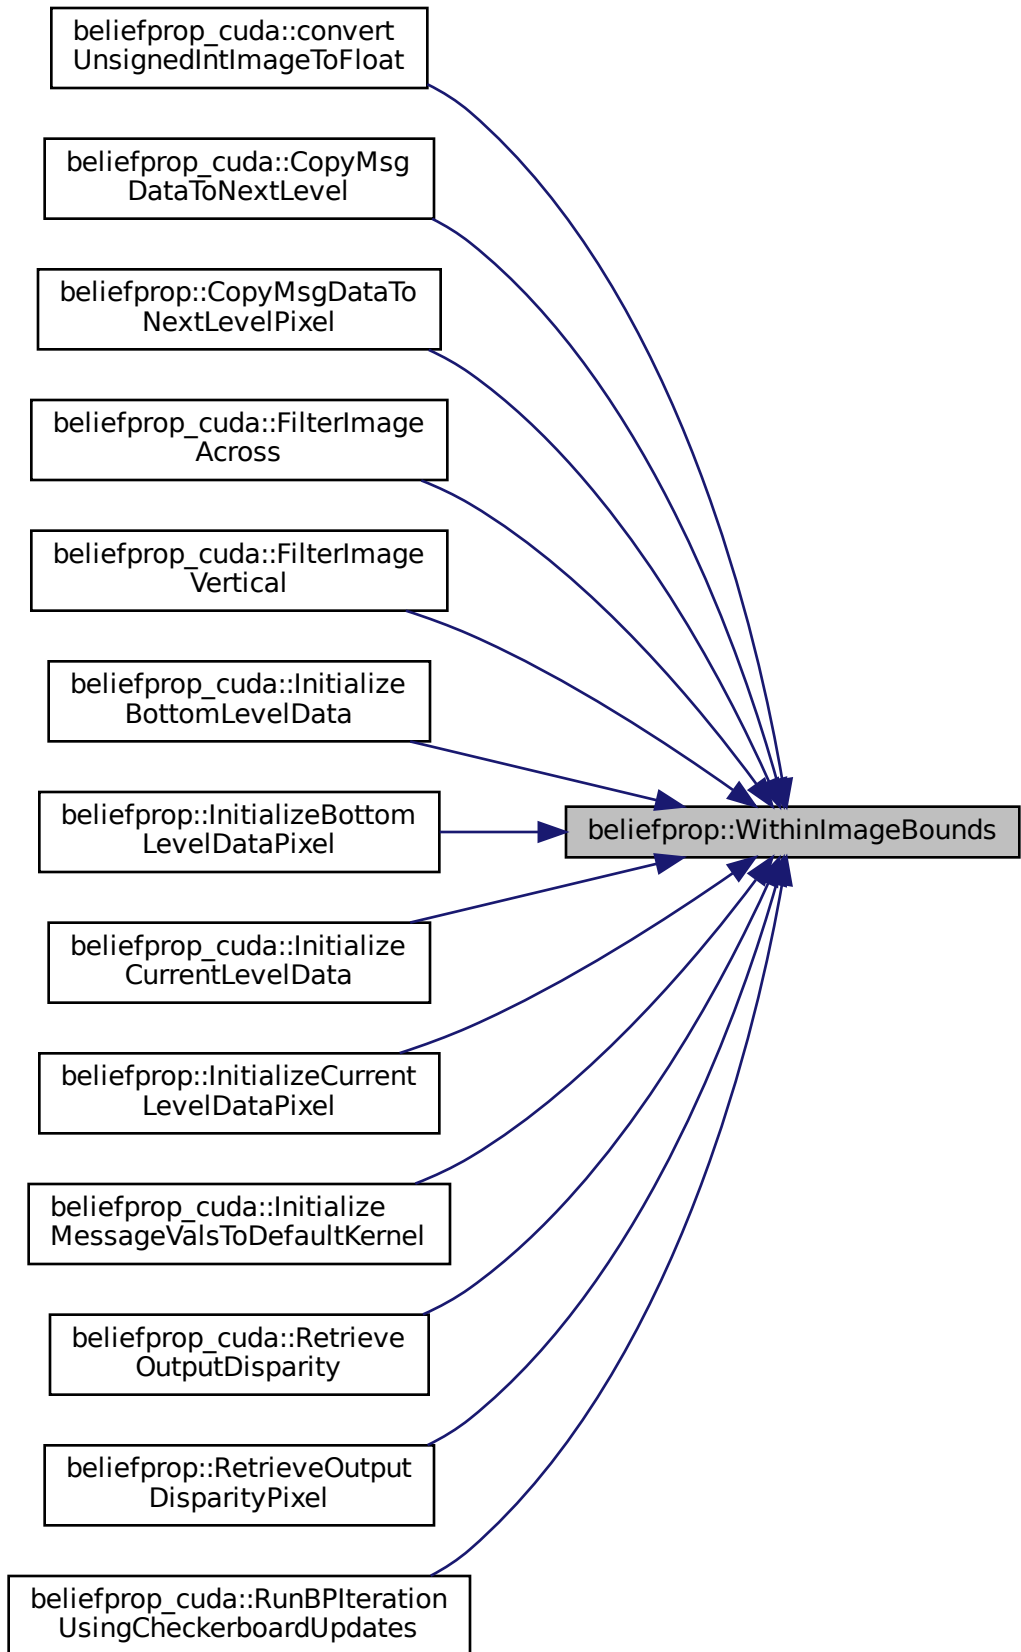 beliefprop_cuda::convert
UnsignedIntImageToFloat
beliefprop_cuda::CopyMsg
DataToNextLevel
beliefprop::CopyMsgDataTo
NextLevelPixel
beliefprop_cuda::FilterImage
Across
beliefprop_cuda::FilterImage
Vertical
beliefprop_cuda::Initialize
BottomLevelData
beliefprop::InitializeBottom
LevelDataPixel
beliefprop::WithinImageBounds
beliefprop_cuda::Initialize
CurrentLevelData
beliefprop::InitializeCurrent
LevelDataPixel
beliefprop_cuda::Initialize
MessageValsToDefaultKernel
beliefprop_cuda::Retrieve
OutputDisparity
beliefprop::RetrieveOutput
DisparityPixel
beliefprop_cuda::RunBPIteration
UsingCheckerboardUpdates